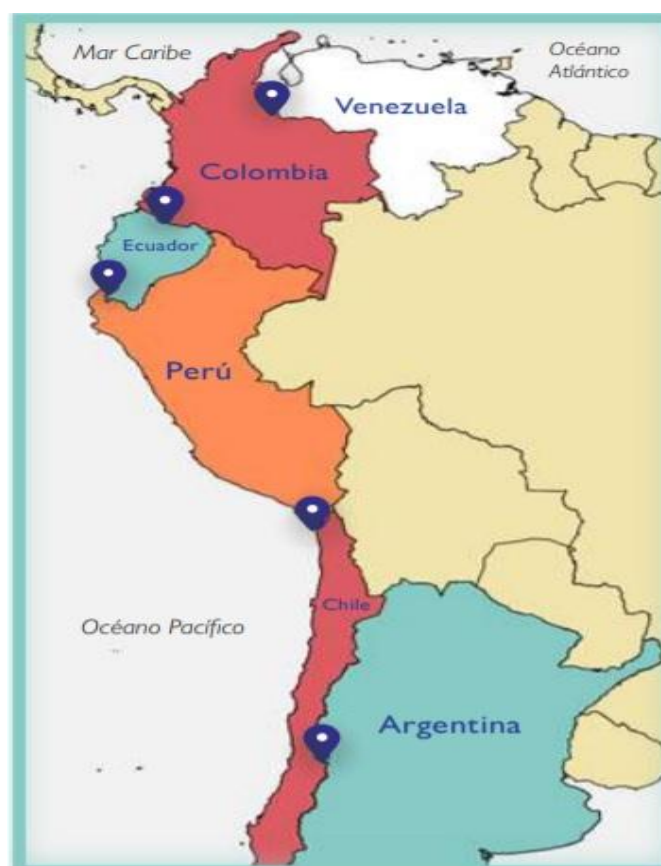 Mar Caribe
Océano
Atlántico
Venezuela
Colombia
Ecuador
Perú
Chile
Océano Pacífico
Argentina